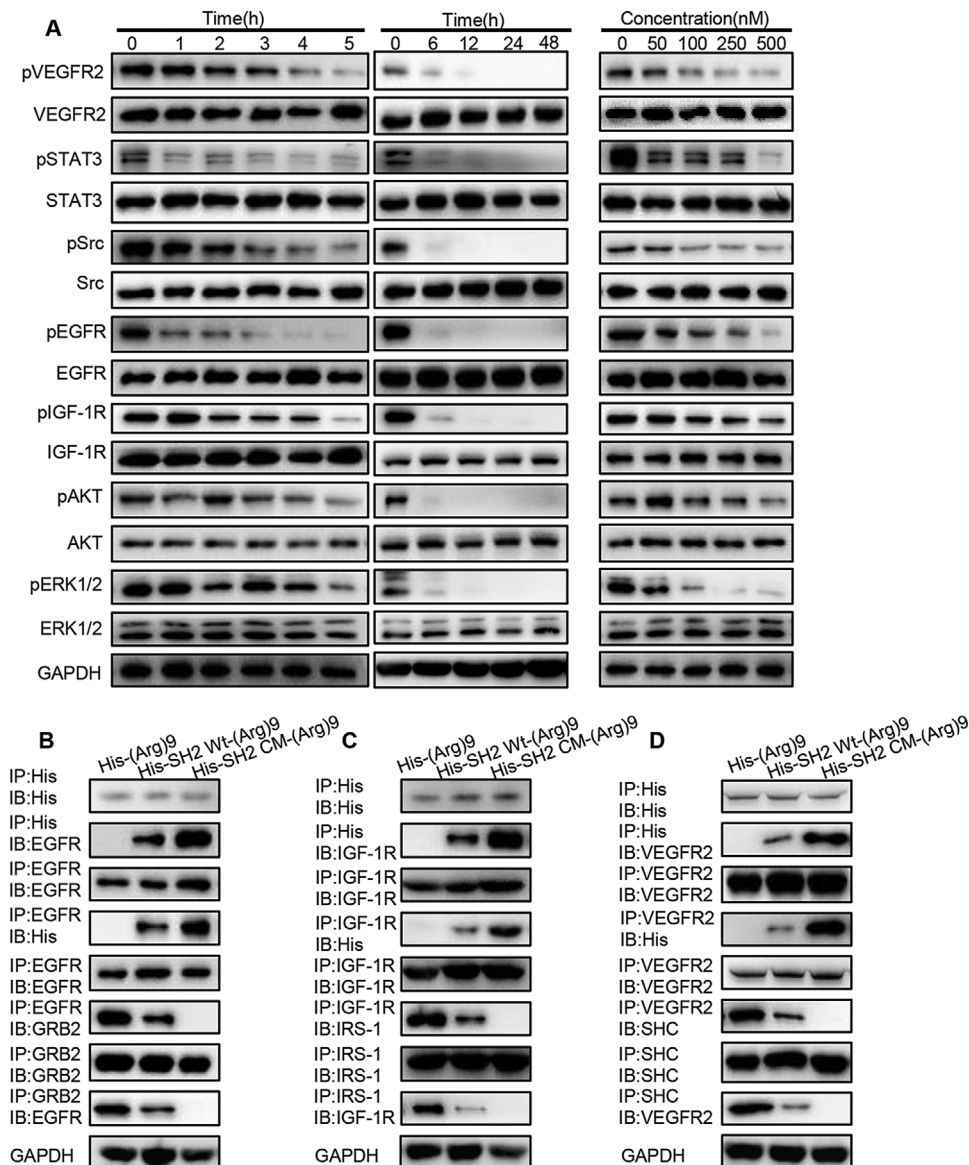 A
Time(h) Time(h) Concentration(nM)
0 1 2 3 4 5 0 6 12 24 48 0 50 100 250 500
pVEGFR2
VEGFR2
pSTAT3
STAT3
pSrc
Src
pEGFR
EGFR
pIGF-1R
IGF-1R
pAKT
AKT
pERK1/2
ERK1/2
GAPDH
B
His-(Arg)9
His-SH2 Wt-(Arg)9
His-SH2 CM-(Arg)9
IP:His
IB:His
IP:His
IB:EGFR
IP:EGFR
IB:EGFR
IP:EGFR
IB:His
IP:EGFR
IB:EGFR
IP:EGFR
IB:GRB2
IP:GRB2
IB:GRB2
IP:GRB2
IB:EGFR
GAPDH
C
His-(Arg)9
His-SH2 Wt-(Arg)9
His-SH2 CM-(Arg)9
IP:His
IB:His
IP:His
IB:IGF-1R
IP:IGF-1R
IB:IGF-1R
IP:IGF-1R
IB:His
IP:IGF-1R
IB:IGF-1R
IP:IGF-1R
IB:IRS-1
IP:IRS-1
IB:IRS-1
IP:IRS-1
IB:IGF-1R
GAPDH
D
His-(Arg)9
His-SH2 Wt-(Arg)9
His-SH2 CM-(Arg)9
IP:His
IB:His
IP:His
IB:VEGFR2
IP:VEGFR2
IB:VEGFR2
IP:VEGFR2
IB:His
IP:VEGFR2
IB:VEGFR2
IP:VEGFR2
IB:SHC
IP:SHC
IB:SHC
IP:SHC
IB:VEGFR2
GAPDH